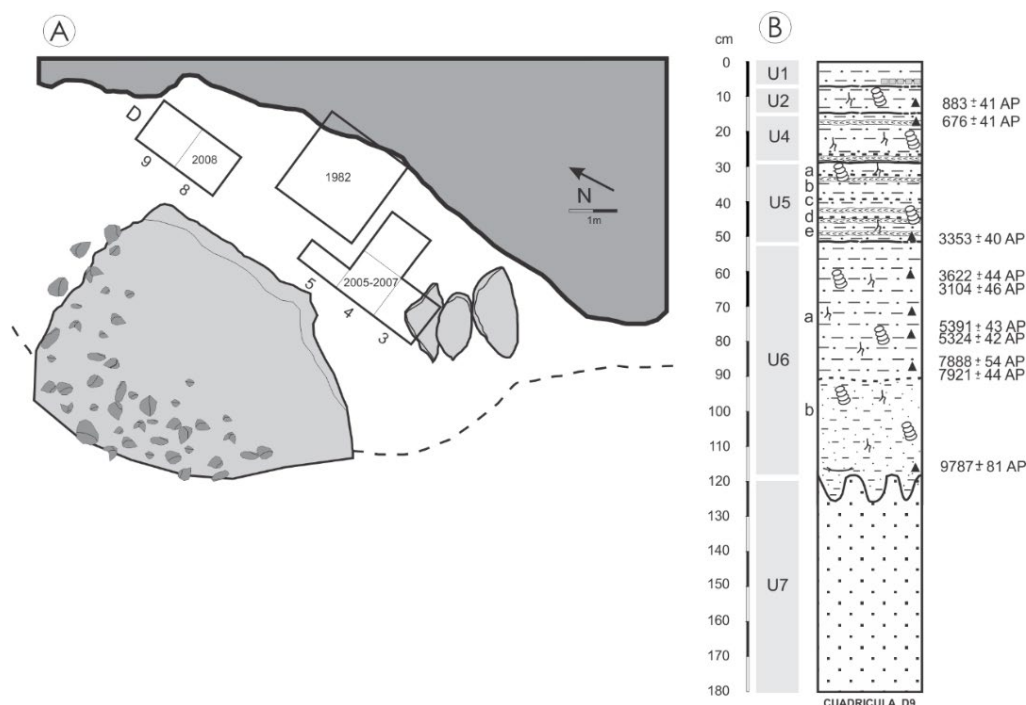 A
D
9
8
2008
1982
N
1m
2005-2007
5
4
3
B
cm
0
10
20
30
40
50
60
70
80
90
100
110
120
130
140
150
160
170
180
U1
U2
U4
U5
a
b
c
d
e
U6
a
b
U7
883 ± 41 AP
676 ± 41 AP
3353 ± 40 AP
3622 ± 44 AP
3104 ± 46 AP
5391 ± 43 AP
5324 ± 42 AP
7888 ± 54 AP
7921 ± 44 AP
9787 ± 81 AP
CUADRICULA D9